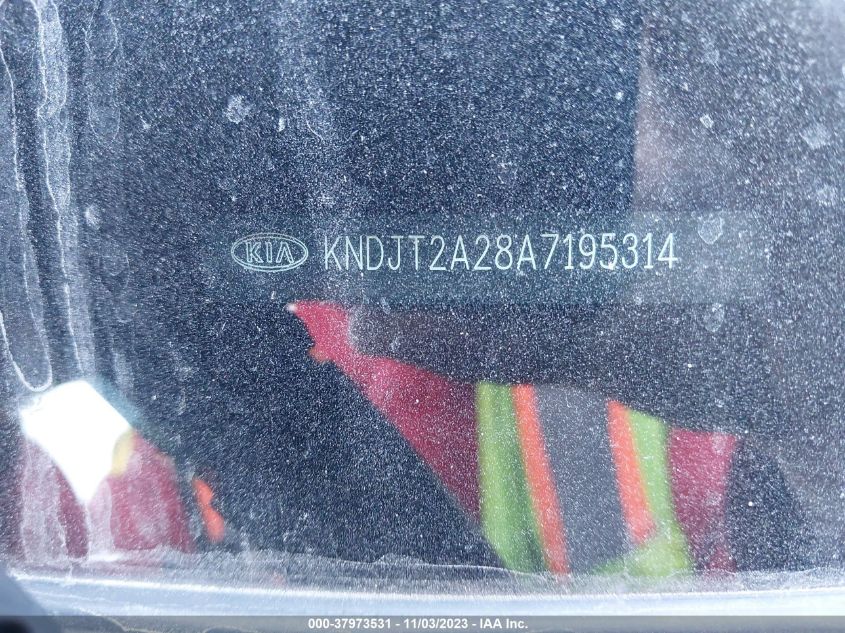 KIA KNDJT2A28A7195314
000-37973531 - 11/03/2023 - IAA Inc.